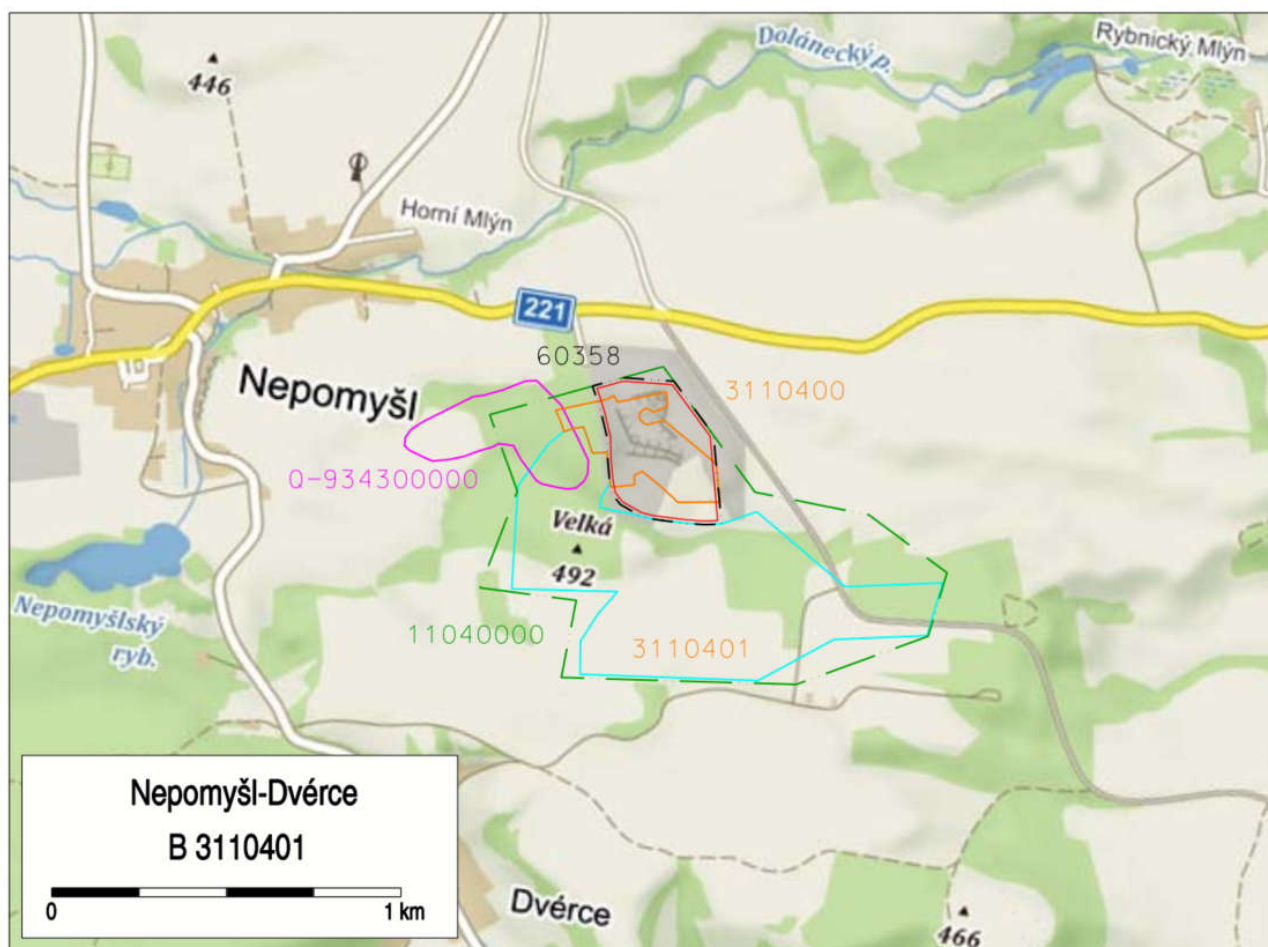 Rybnický Mlýn
Dolánecký p.
446
Horní Mlýn
221
60358
Nepomyšl
3110400
Q-934300000
Velká
492
Nepomyšlský
ryb.
11040000
3110401
Nepomyšl-Dvérce
B 3110401
0
1 km
Dvérce
466